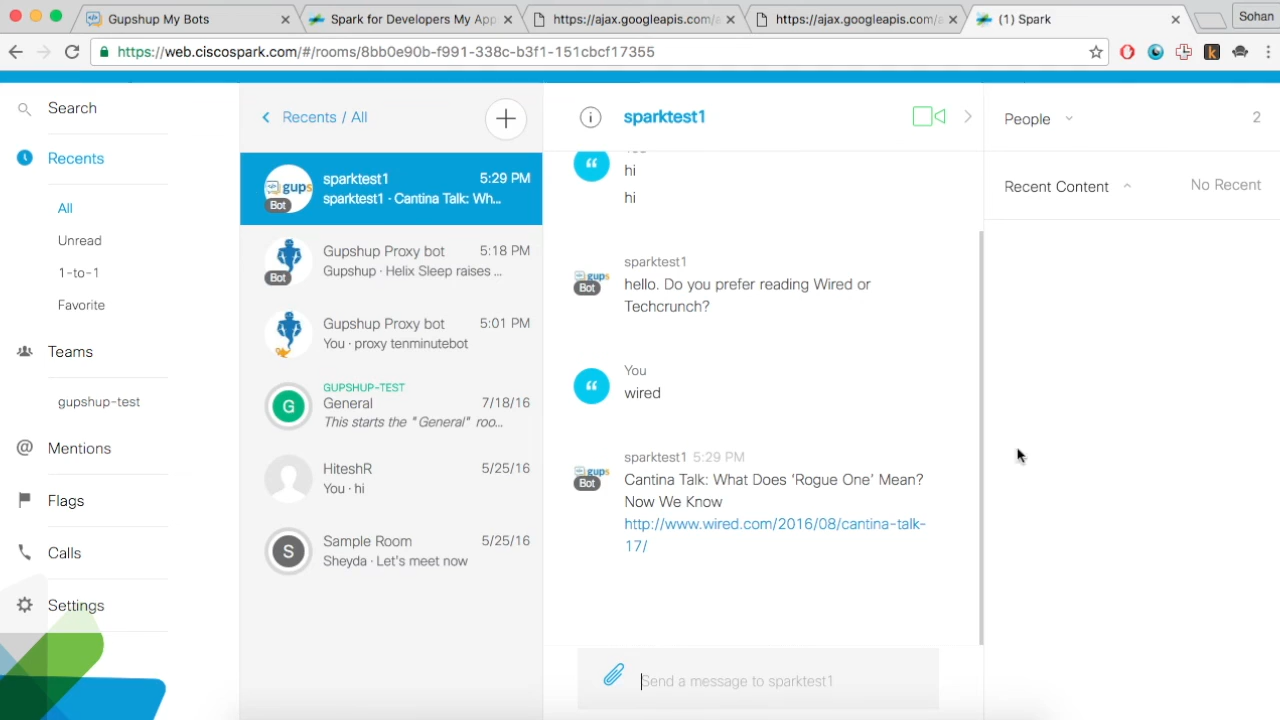 Gupshup My Bots
Spark for Developers My App
https://ajax.googleapis.com/a
https://ajax.googleapis.com/a
(1) Spark
Sohan
https://web.ciscospark.com/#/rooms/8bb0e90b-f991-338c-b3f1-151cbcf17355
Search
Recents
All
Unread
1-to-1
Favorite
Teams
gupshup-test
Mentions
Flags
Calls
Settings
Recents / All
sparktest1 5:29 PM
sparktest1 · Cantina Talk: Wh...
gups
Bot
Gupshup Proxy bot 5:18 PM
Gupshup · Helix Sleep raises ...
Bot
Gupshup Proxy bot 5:01 PM
You · proxy tenminutebot
GUPSHUP-TEST
G
General 7/18/16
This starts the "General" roo...
HiteshR 5/25/16
You · hi
S
Sample Room 5/25/16
Sheyda · Let's meet now
sparktest1
hi
hi
sparktest1
gups
Bot
hello. Do you prefer reading Wired or
Techcrunch?
You
wired
sparktest1 5:29 PM
gups
Bot
Cantina Talk: What Does ‘Rogue One’ Mean?
Now We Know
http://www.wired.com/2016/08/cantina-talk-
17/
Send a message to sparktest1
People 2
Recent Content No Recent